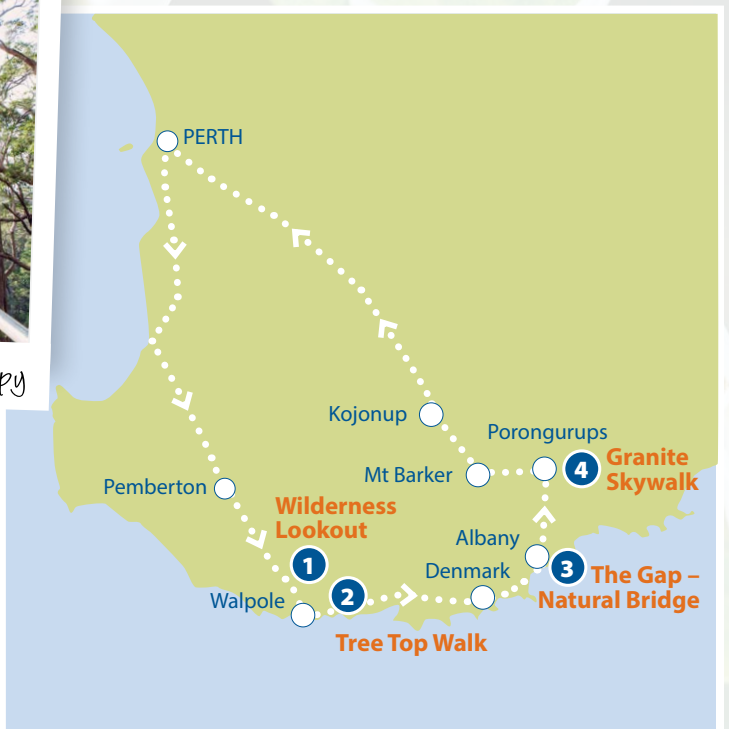 PERTH
py
Kojonup
Porongurups
Mt Barker
4
Granite
Skywalk
Pemberton
Wilderness
Lookout
Albany
1
Denmark
3
The Gap –
Natural Bridge
2
Walpole
Tree Top Walk